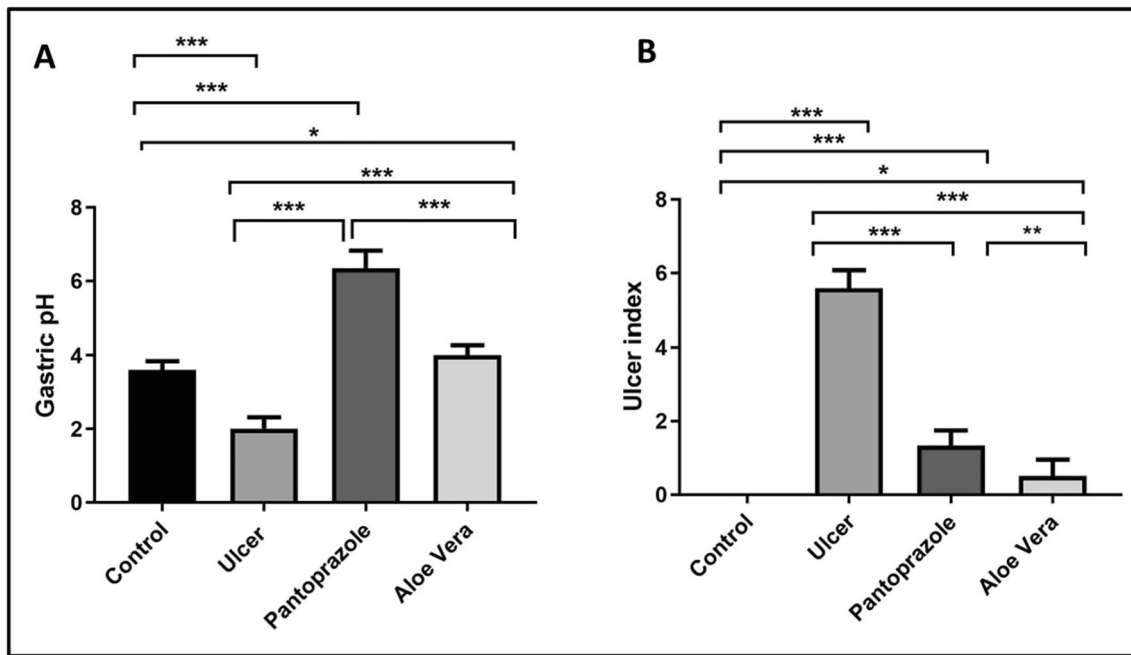 A
***
***
*
***
*** ***
8
6
4
2
0
Gastric pH
Control
Ulcer
Pantoprazole
Aloe Vera
B
***
***
*
***
*** **
8
6
4
2
0
Ulcer index
Control
Ulcer
Pantoprazole
Aloe Vera